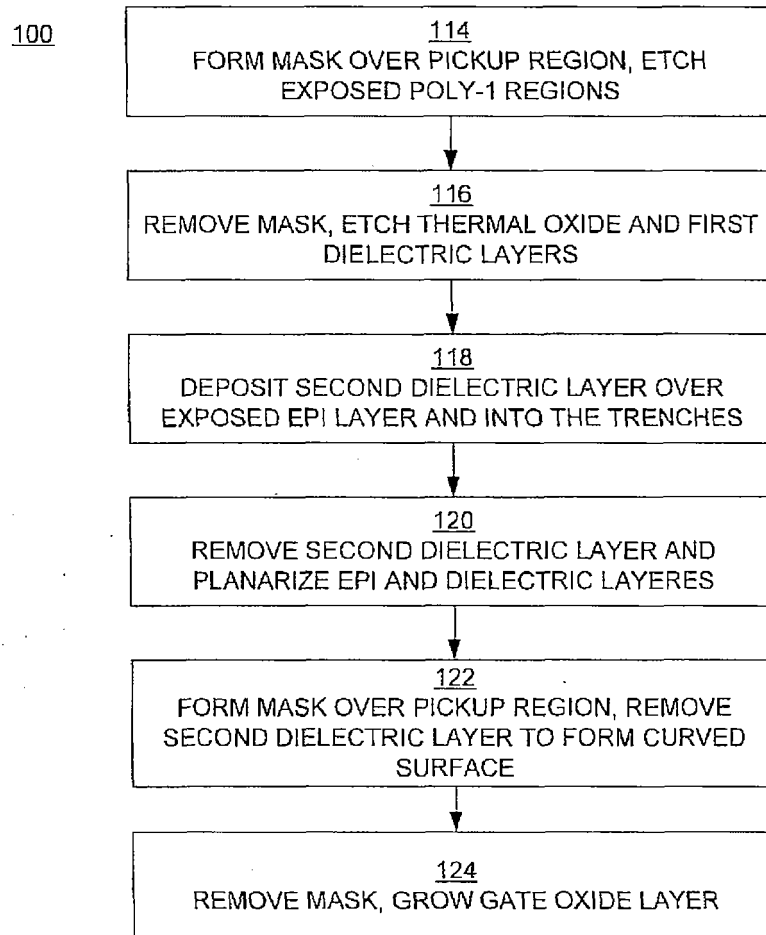 100
114
FORM MASK OVER PICKUP REGION, ETCH
EXPOSED POLY-1 REGIONS
116
REMOVE MASK, ETCH THERMAL OXIDE AND FIRST
DIELECTRIC LAYERS
118
DEPOSIT SECOND DIELECTRIC LAYER OVER
EXPOSED EPI LAYER AND INTO THE TRENCHES
120
REMOVE SECOND DIELECTRIC LAYER AND
PLANARIZE EPI AND DIELECTRIC LAYERES
122
FORM MASK OVER PICKUP REGION, REMOVE
SECOND DIELECTRIC LAYER TO FORM CURVED
SURFACE
124
REMOVE MASK, GROW GATE OXIDE LAYER